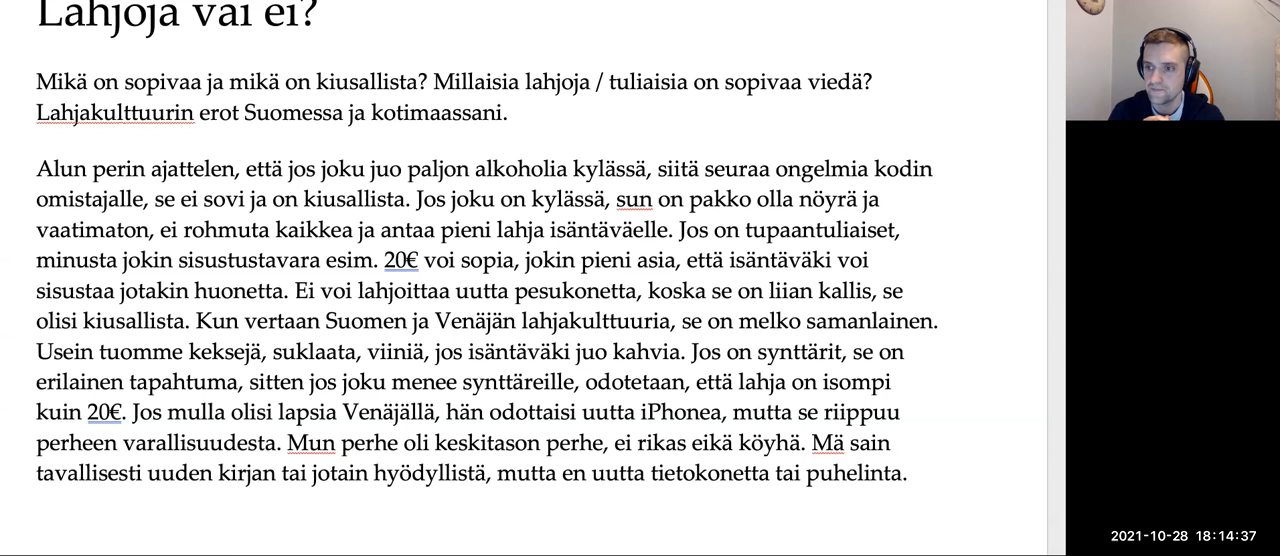 Lahjoja vai ei?
Mikä on sopivaa ja mikä on kiusallista? Millaisia lahjoja / tuliaisia on sopivaa viedä?
Lahjakulttuurin erot Suomessa ja kotimaassani.
Alun perin ajattelen, että jos joku juo paljon alkoholia kylässä, siitä seuraa ongelmia kodin
omistajalle, se ei sovi ja on kiusallista. Jos joku on kylässä, sun on pakko olla nöyrä ja
vaatimaton, ei rohmuta kaikkea ja antaa pieni lahja isäntäväelle. Jos on tupaantuliaiset,
minusta jokin sisustustavara esim. 20€ voi sopia, jokin pieni asia, että isäntäväki voi
sisustaa jotakin huonetta. Ei voi lahjoittaa uutta pesukonetta, koska se on liian kallis, se
olisi kiusallista. Kun vertaan Suomen ja Venäjän lahjakulttuuria, se on melko samanlainen.
Usein tuomme keksejä, suklaata, viiniä, jos isäntäväki juo kahvia. Jos on synttärit, se on
erilainen tapahtuma, sitten jos joku menee synttäreille, odotetaan, että lahja on isompi
kuin 20€. Jos mulla olisi lapsia Venäjällä, hän odottaisi uutta iPhonea, mutta se riippuu
perheen varallisuudesta. Mun perhe oli keskitason perhe, ei rikas eikä köyhä. Mä sain
tavallisesti uuden kirjan tai jotain hyödyllistä, mutta en uutta tietokonetta tai puhelinta.
2021-10-28 18:14:37